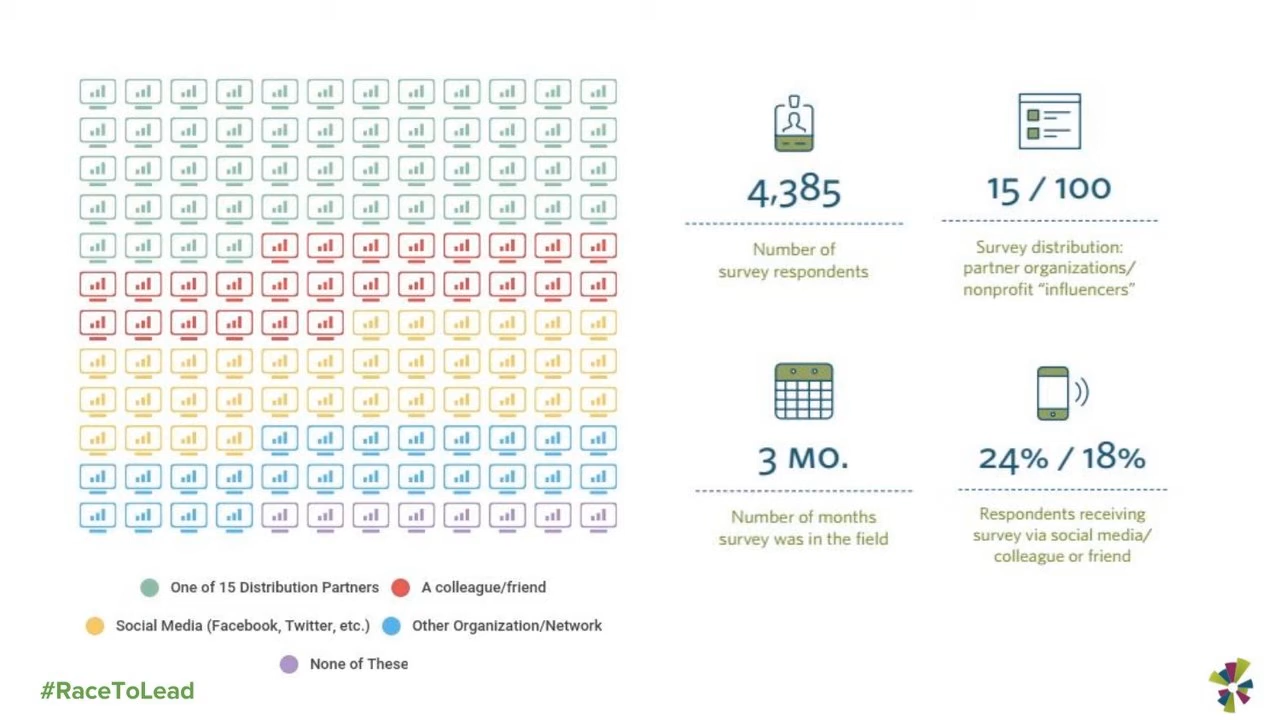 4,385
Number of
survey respondents
15 / 100
Survey distribution:
partner organizations/
nonprofit “influencers”
3 MO.
Number of months
survey was in the field
24% / 18%
Respondents receiving
survey via social media/
colleague or friend
One of 15 Distribution Partners
A colleague/friend
Social Media (Facebook, Twitter, etc.)
Other Organization/Network
None of These
#RaceToLead